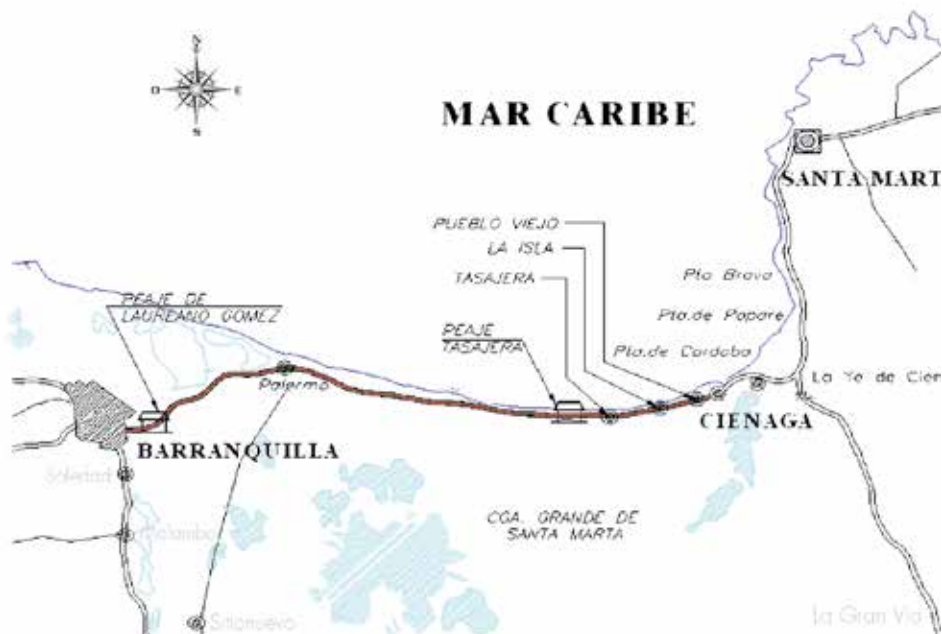 N
O
E
S
MAR CARIBE
SANTA MART
PUEBLO VIEJO
LA ISLA
TASAJERA
Pta Brava
PEAJE DE
LAUREANO GOMEZ
Pta.de Papare
PEAJE
TASAJERA
Pta.de Cordoba
Palermo
La Ye de Cien
CIENAGA
BARRANQUILLA
Soledad
CGA. GRANDE DE
SANTA MARTA
Malambo
Sitionuevo
La Gran Via